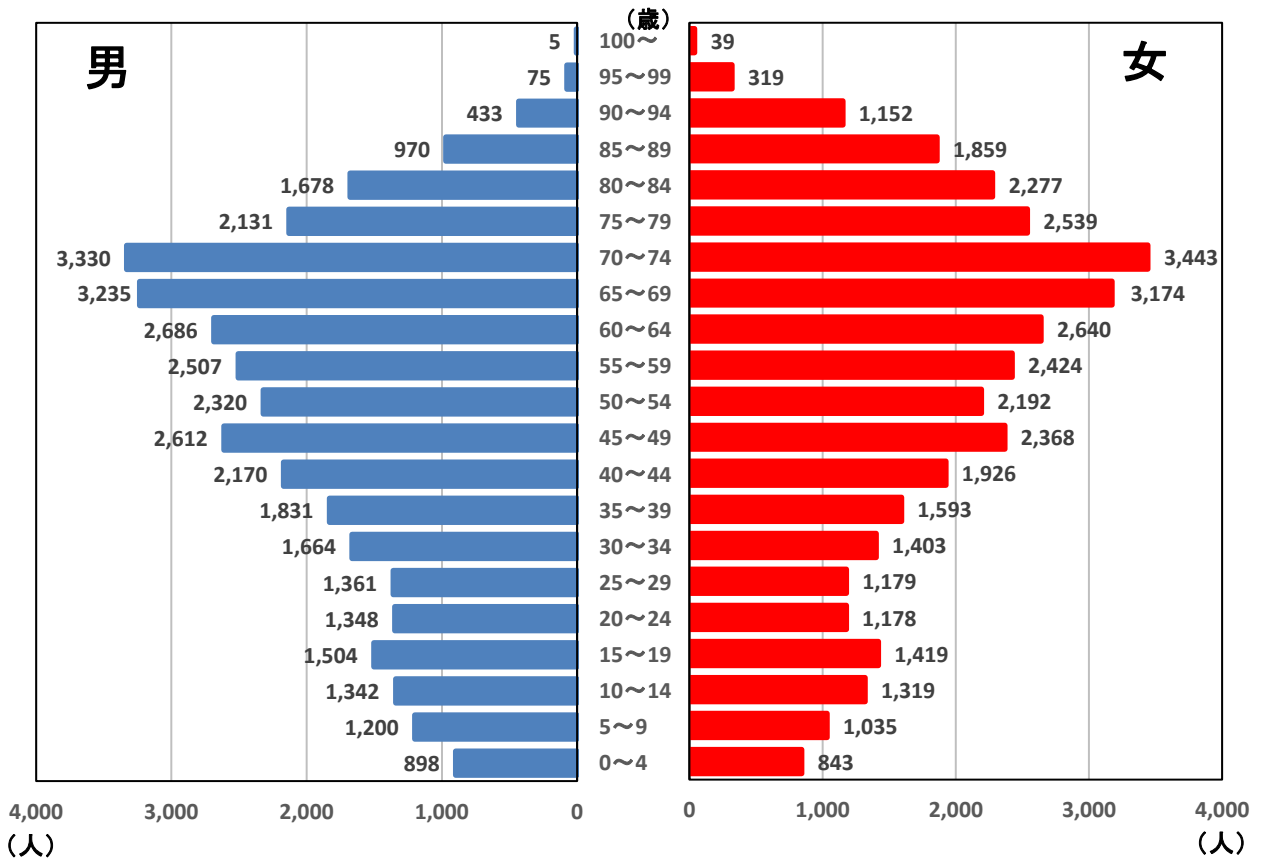 (歳)
男
女
5 100～ 39
75 95～99 319
433 90～94 1,152
970 85～89 1,859
1,678 80～84 2,277
2,131 75～79 2,539
3,330 70～74 3,443
3,235 65～69 3,174
2,686 60～64 2,640
2,507 55～59 2,424
2,320 50～54 2,192
2,612 45～49 2,368
2,170 40～44 1,926
1,831 35～39 1,593
1,664 30～34 1,403
1,361 25～29 1,179
1,348 20～24 1,178
1,504 15～19 1,419
1,342 10～14 1,319
1,200 5～9 1,035
898 0～4 843
4,000 3,000 2,000 1,000 0 0 1,000 2,000 3,000 4,000
(人) (人)